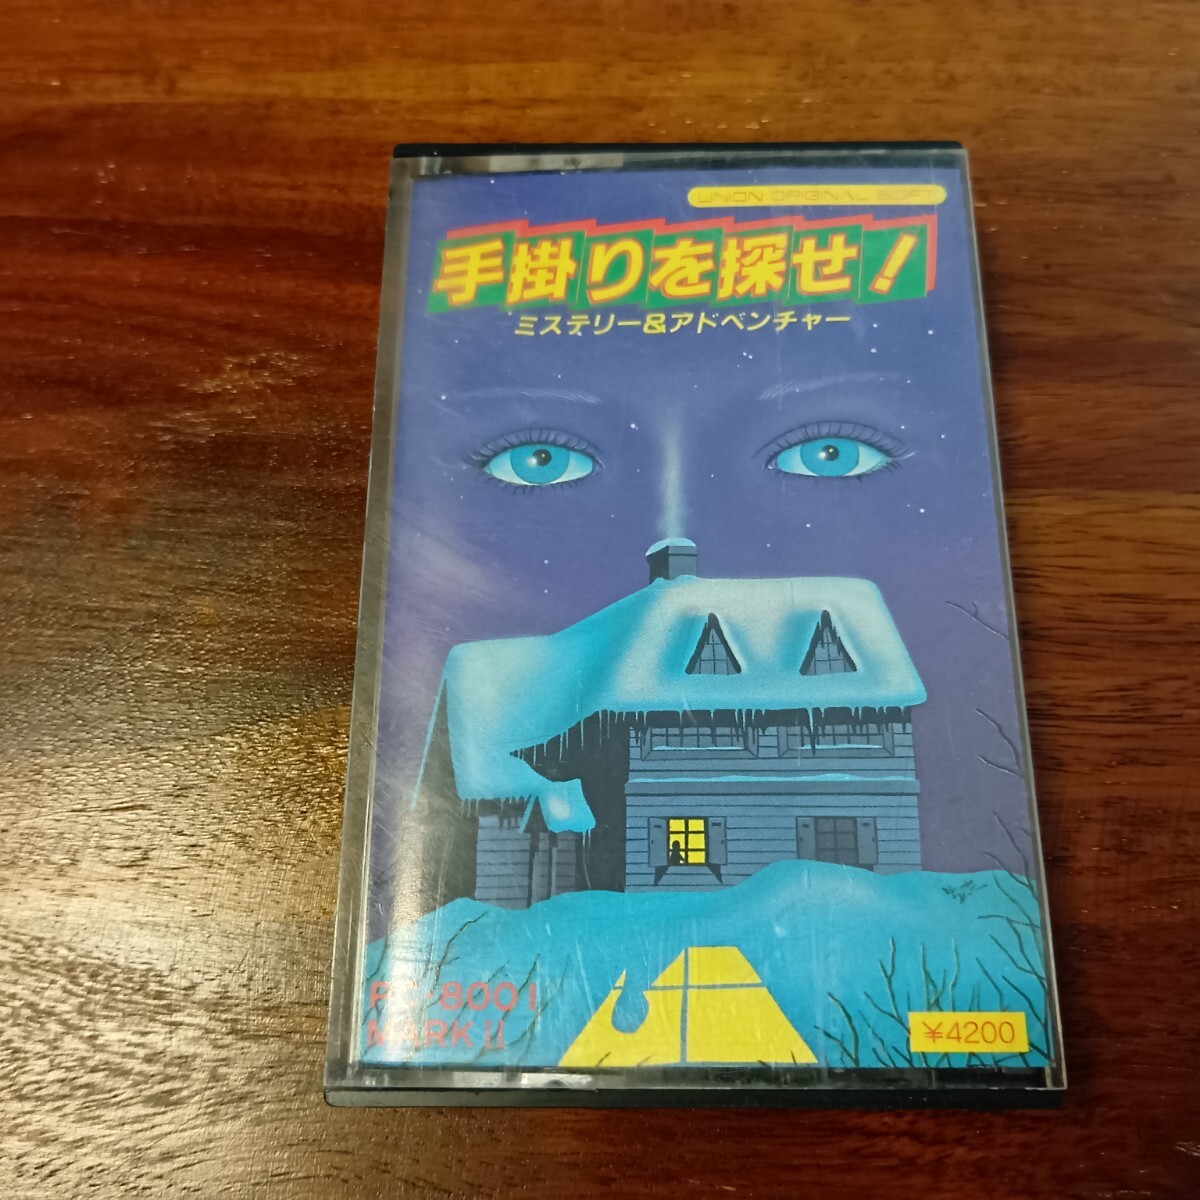 UNION ORIGINAL SOFT
手掛りを探せ!
ミステリー&アドベンチャー
PC-8001
MARK II
¥4200